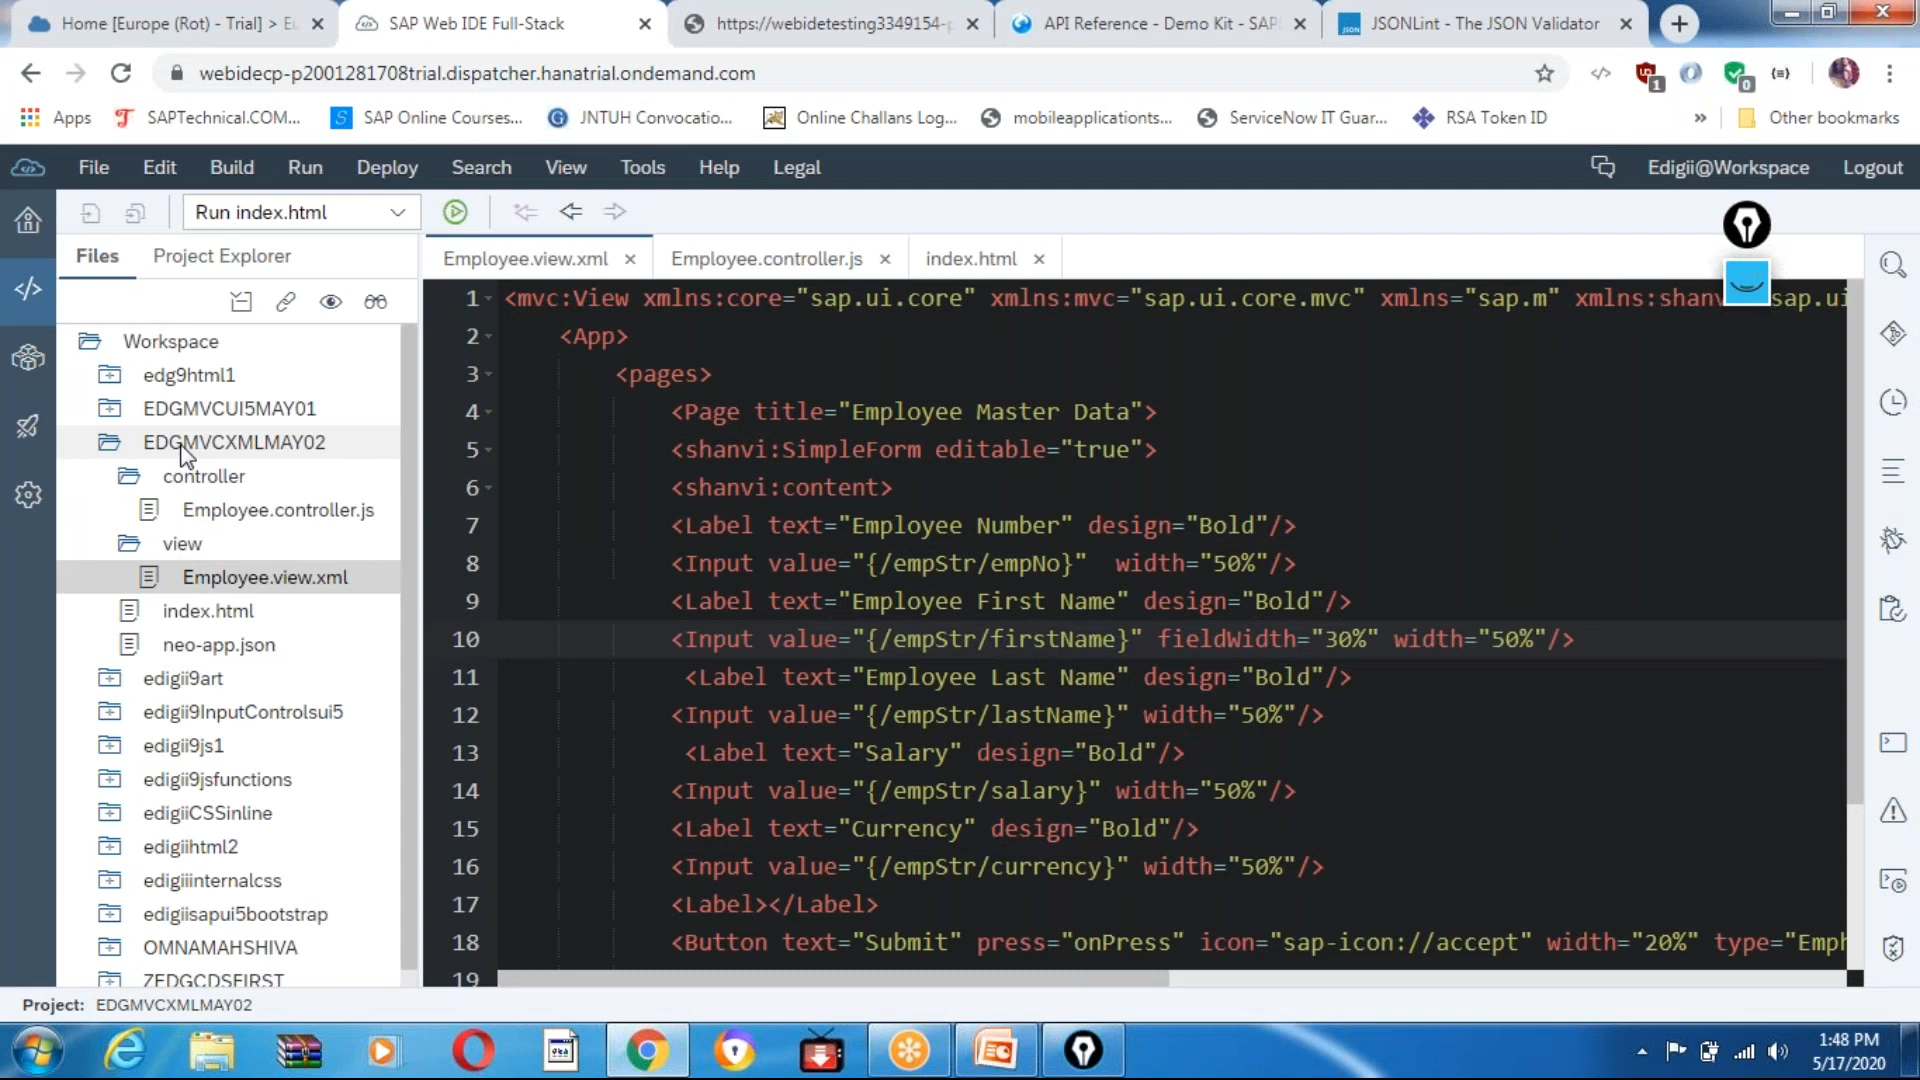 Home [Europe (Rot) - Trial] > Eu
SAP Web IDE Full-Stack
https://webidetesting3349154-p
API Reference - Demo Kit - SAP
JSONLint - The JSON Validator
webidecp-p2001281708trial.dispatcher.hanatrial.ondemand.com
Apps
SAPTechnical.COM...
SAP Online Courses...
JNTUH Convocatio...
Online Challans Log...
mobileapplicationts...
ServiceNow IT Guar...
RSA Token ID
Other bookmarks
File Edit Build Run Deploy Search View Tools Help Legal
Edigii@Workspace Logout
Run index.html
Files Project Explorer
Employee.view.xml
Employee.controller.js
index.html
Workspace
edg9html1
EDGMVCUI5MAY01
EDGMVCXMLMAY02
controller
Employee.controller.js
view
Employee.view.xml
index.html
neo-app.json
edigii9art
edigii9InputControlsui5
edigii9js1
edigii9jsfunctions
edigiiCSSinline
edigiihtml2
edigiiinternalcss
edigiisapui5bootstrap
OMNAMAHSHIVA
ZEDGCDSFIRST
1 <mvc:View xmlns:core="sap.ui.core" xmlns:mvc="sap.ui.core.mvc" xmlns="sap.m" xmlns:shanv sap.ui
2 <App>
3 <pages>
4 <Page title="Employee Master Data">
5 <shanvi:SimpleForm editable="true">
6 <shanvi:content>
7 <Label text="Employee Number" design="Bold"/>
8 <Input value="{/empStr/empNo}" width="50%"/>
9 <Label text="Employee First Name" design="Bold"/>
10 <Input value="{/empStr/firstName}" fieldWidth="30%" width="50%"/>
11 <Label text="Employee Last Name" design="Bold"/>
12 <Input value="{/empStr/lastName}" width="50%"/>
13 <Label text="Salary" design="Bold"/>
14 <Input value="{/empStr/salary}" width="50%"/>
15 <Label text="Currency" design="Bold"/>
16 <Input value="{/empStr/currency}" width="50%"/>
17 <Label></Label>
18 <Button text="Submit" press="onPress" icon="sap-icon://accept" width="20%" type="Emph
19
Project: EDGMVCXMLMAY02
1:48 PM
5/17/2020